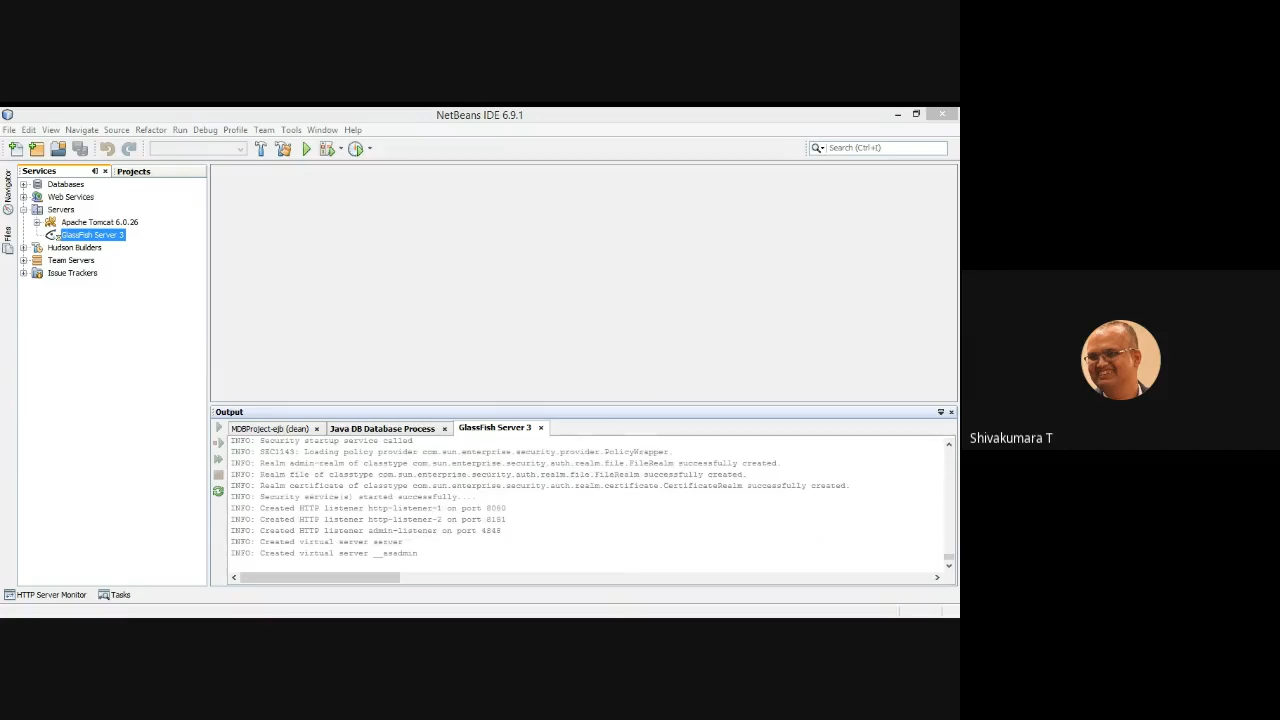 NetBeans IDE 6.9.1
File Edit View Navigate Source Refactor Run Debug Profile Team Tools Window Help
Search (Ctrl+I)
Navigator
Files
Services
Projects
Databases
Web Services
Servers
Apache Tomcat 6.0.26
GlassFish Server 3
Hudson Builders
Team Servers
Issue Trackers
Output
MDBProject-ejb (clean)
Java DB Database Process
GlassFish Server 3
INFO: Security startup service called
INFO: SEC1143: Loading policy provider com.sun.enterprise.security.provider.PolicyWrapper.
INFO: Realm admin-realm of classtype com.sun.enterprise.security.auth.realm.file.FileRealm successfully created.
INFO: Realm file of classtype com.sun.enterprise.security.auth.realm.file.FileRealm successfully created.
INFO: Realm certificate of classtype com.sun.enterprise.security.auth.realm.certificate.CertificateRealm successfully created.
INFO: Security service(s) started successfully....
INFO: Created HTTP listener http-listener-1 on port 8080
INFO: Created HTTP listener http-listener-2 on port 8181
INFO: Created HTTP listener admin-listener on port 4848
INFO: Created virtual server server
INFO: Created virtual server __asadmin
HTTP Server Monitor
Tasks
Shivakumara T